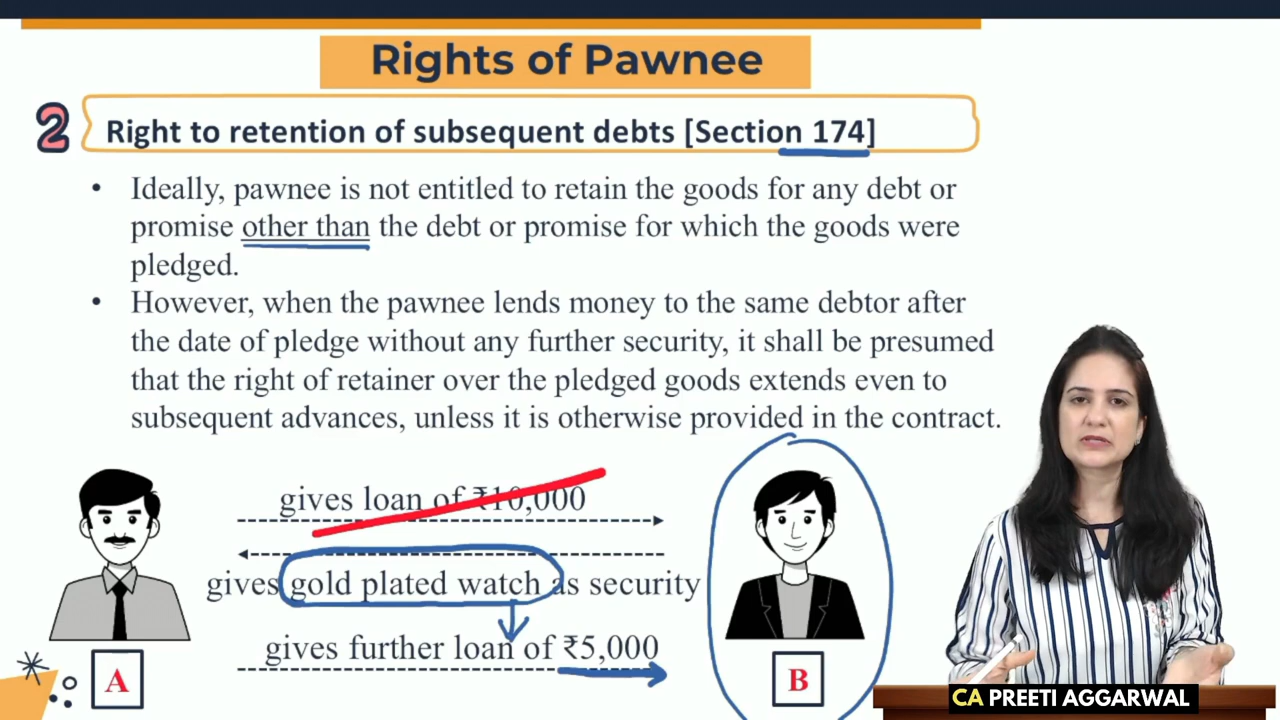 Rights of Pawnee
2
Right to retention of subsequent debts [Section 174]
• Ideally, pawnee is not entitled to retain the goods for any debt or
promise other than the debt or promise for which the goods were
pledged.
• However, when the pawnee lends money to the same debtor after
the date of pledge without any further security, it shall be presumed
that the right of retainer over the pledged goods extends even to
subsequent advances, unless it is otherwise provided in the contract.
gives loan of ₹10,000
gives gold plated watch as security
gives further loan of ₹5,000
A
B
CA PREETI AGGARWAL